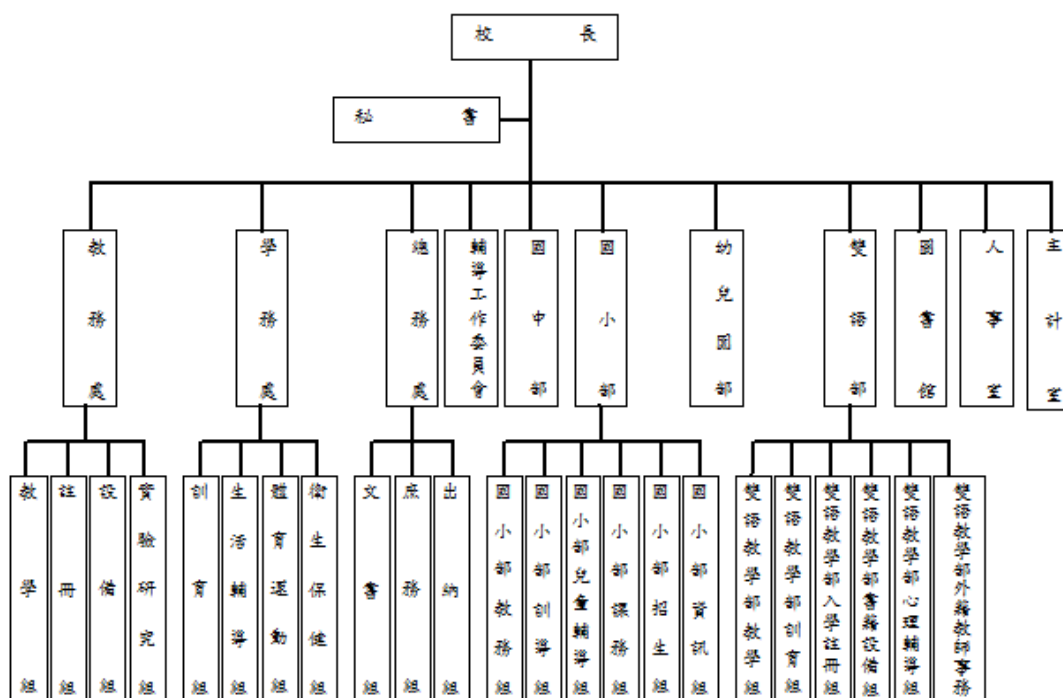 校長
秘書
教務處
學務處
總務處
輔導工作委員會
國中部
國小部
幼兒園部
雙語部
圖書館
人事室
主計室
教學組
註冊組
設備組
實驗研究組
訓育組
生活輔導組
體育運動組
衛生保健組
文書組
庶務組
出納組
國小部教務組
國小部訓導組
國小部兒童輔導組
國小部課務組
國小部招生組
國小部資訊組
雙語教學部教學組
雙語教學部訓育組
雙語教學部入學註冊組
雙語教學部書籍設備組
雙語教學部心理輔導組
雙語教學部外籍教師事務組